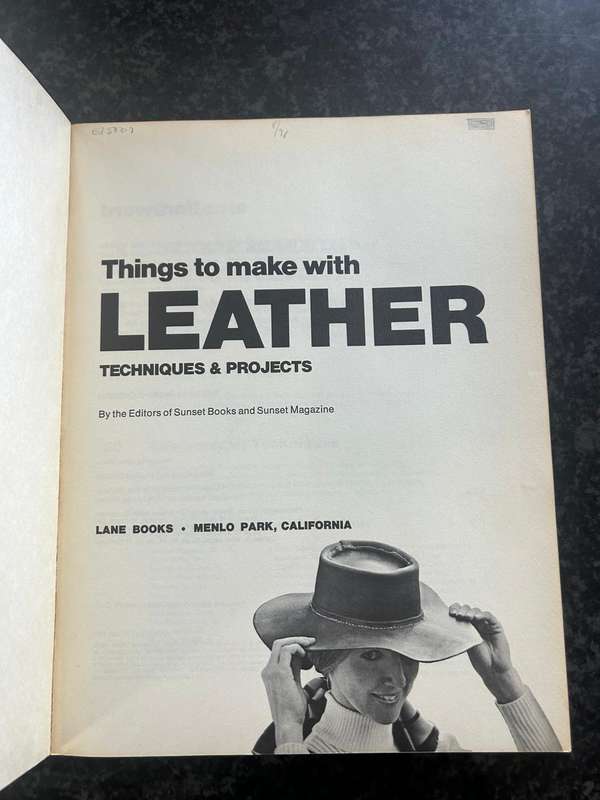 Things to make with
LEATHER
TECHNIQUES & PROJECTS
By the Editors of Sunset Books and Sunset Magazine
LANE BOOKS • MENLO PARK, CALIFORNIA